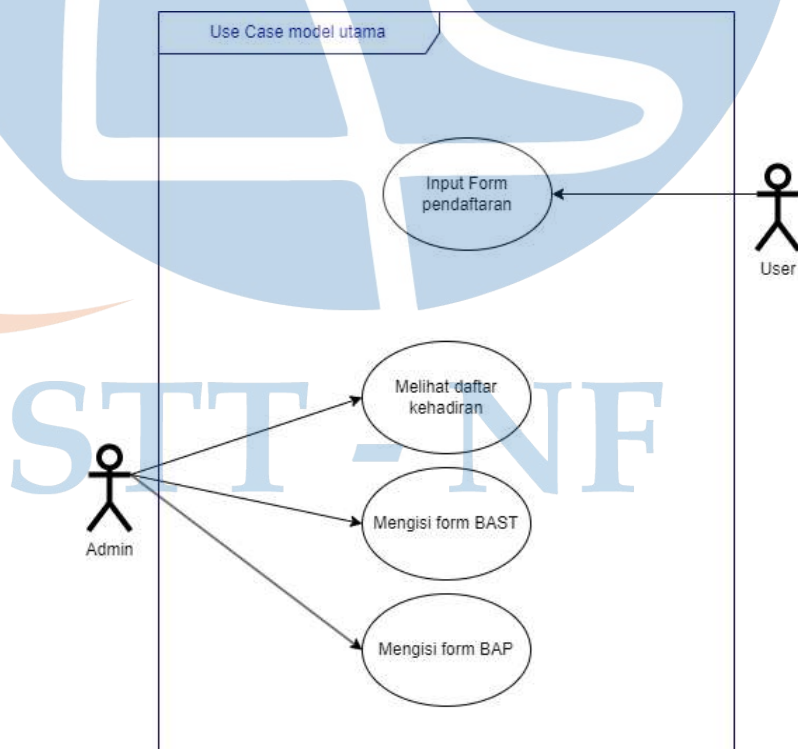 Use Case model utama
Input Form
pendaftaran
User
Melihat daftar
kehadiran
STT - NF
Admin
Mengisi form BAST
Mengisi form BAP